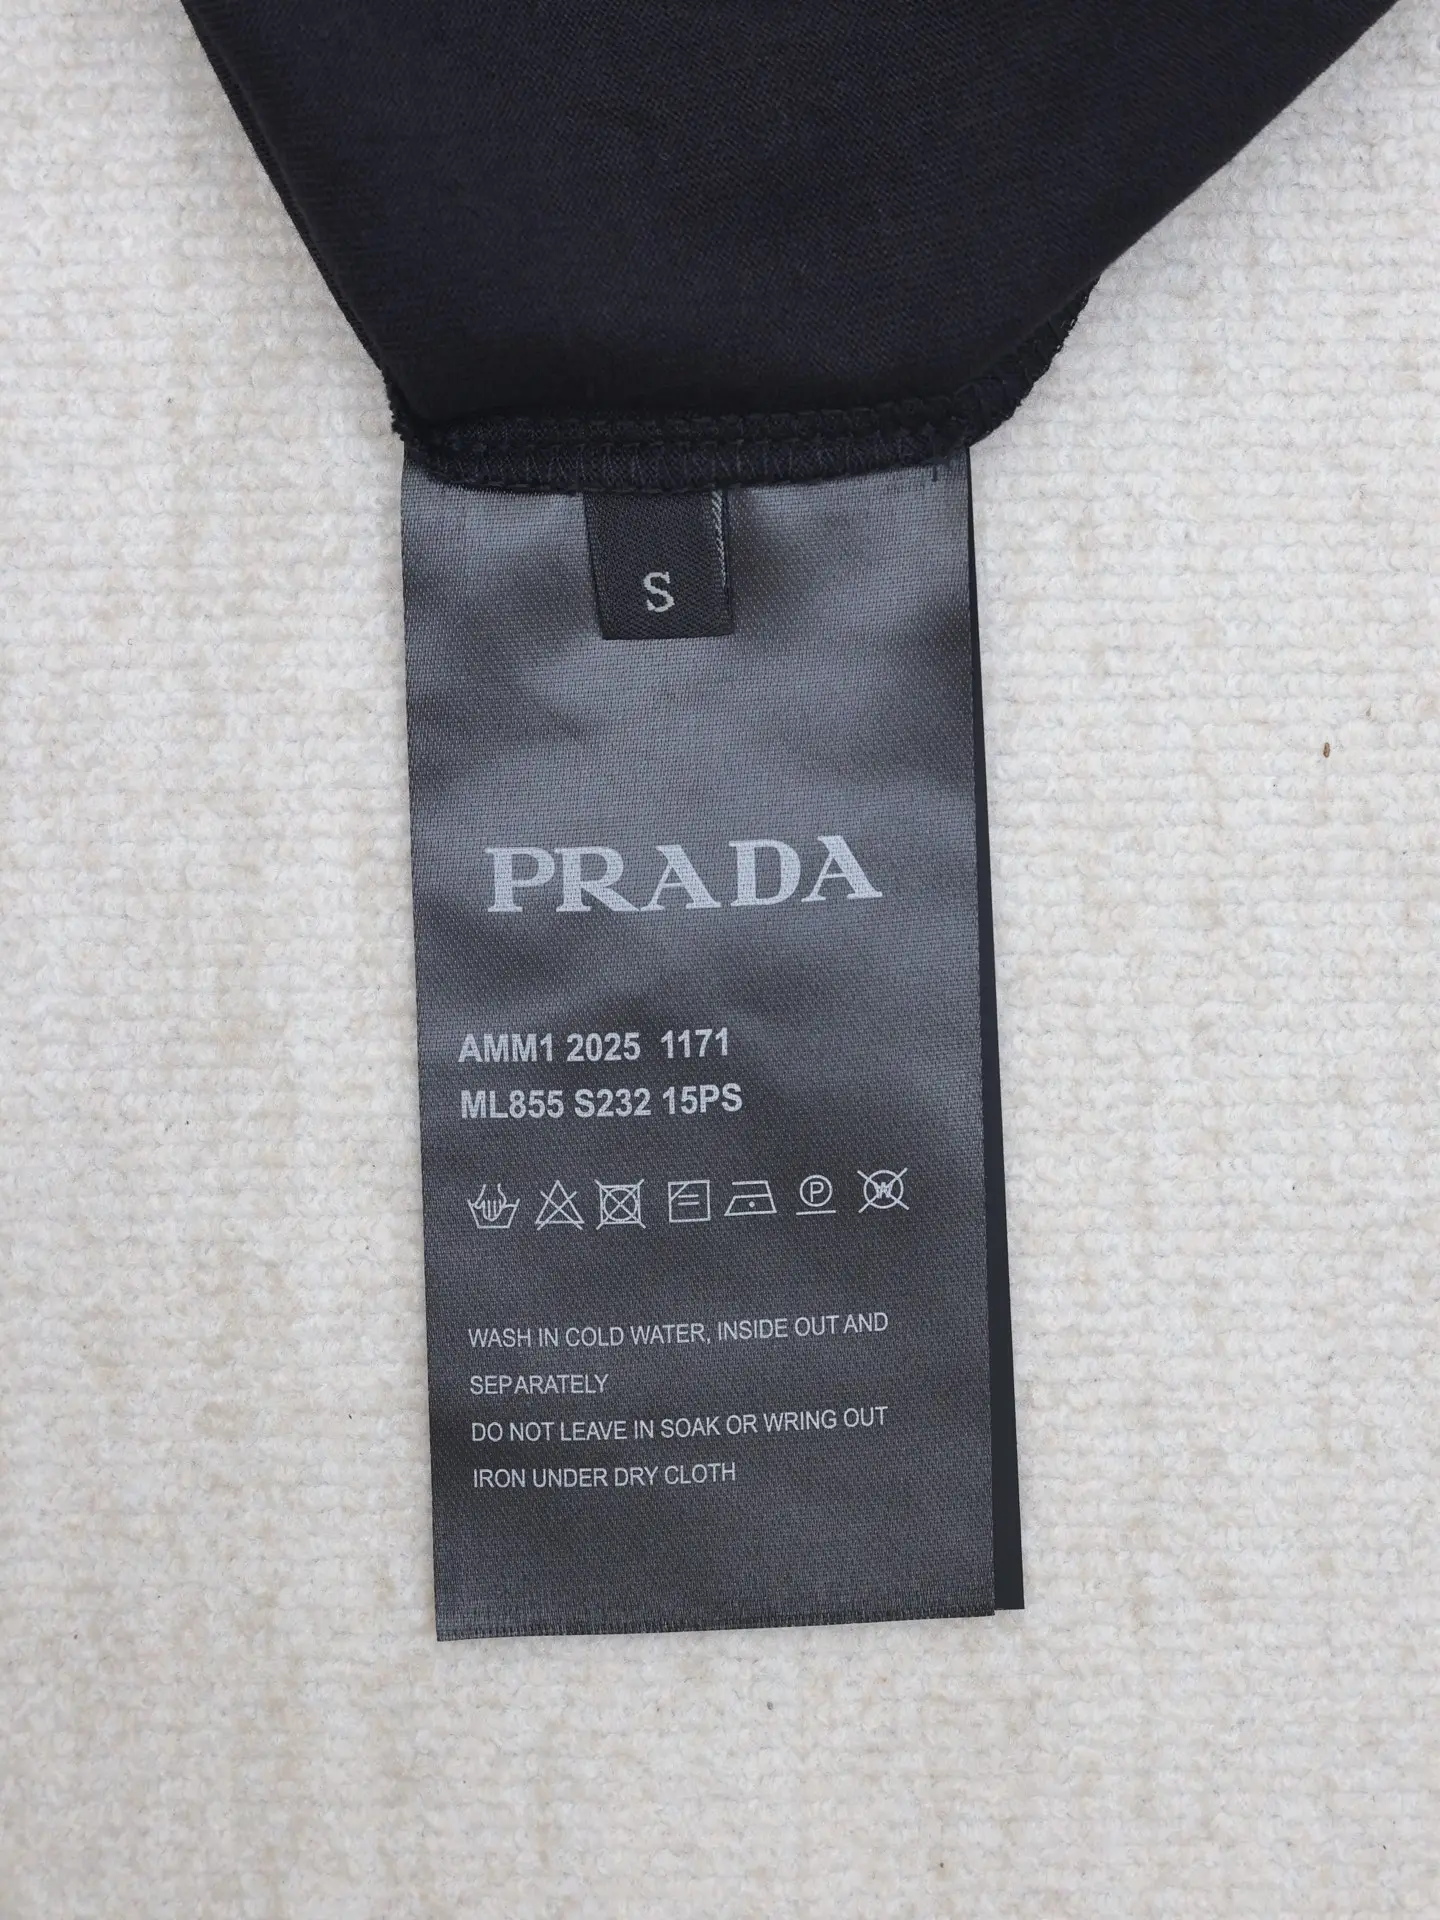 S
PRADA
AMM1 2025 1171
ML855 S232 15PS
P W
WASH IN COLD WATER, INSIDE OUT AND
SEPARATELY
DO NOT LEAVE IN SOAK OR WRING OUT
IRON UNDER DRY CLOTH